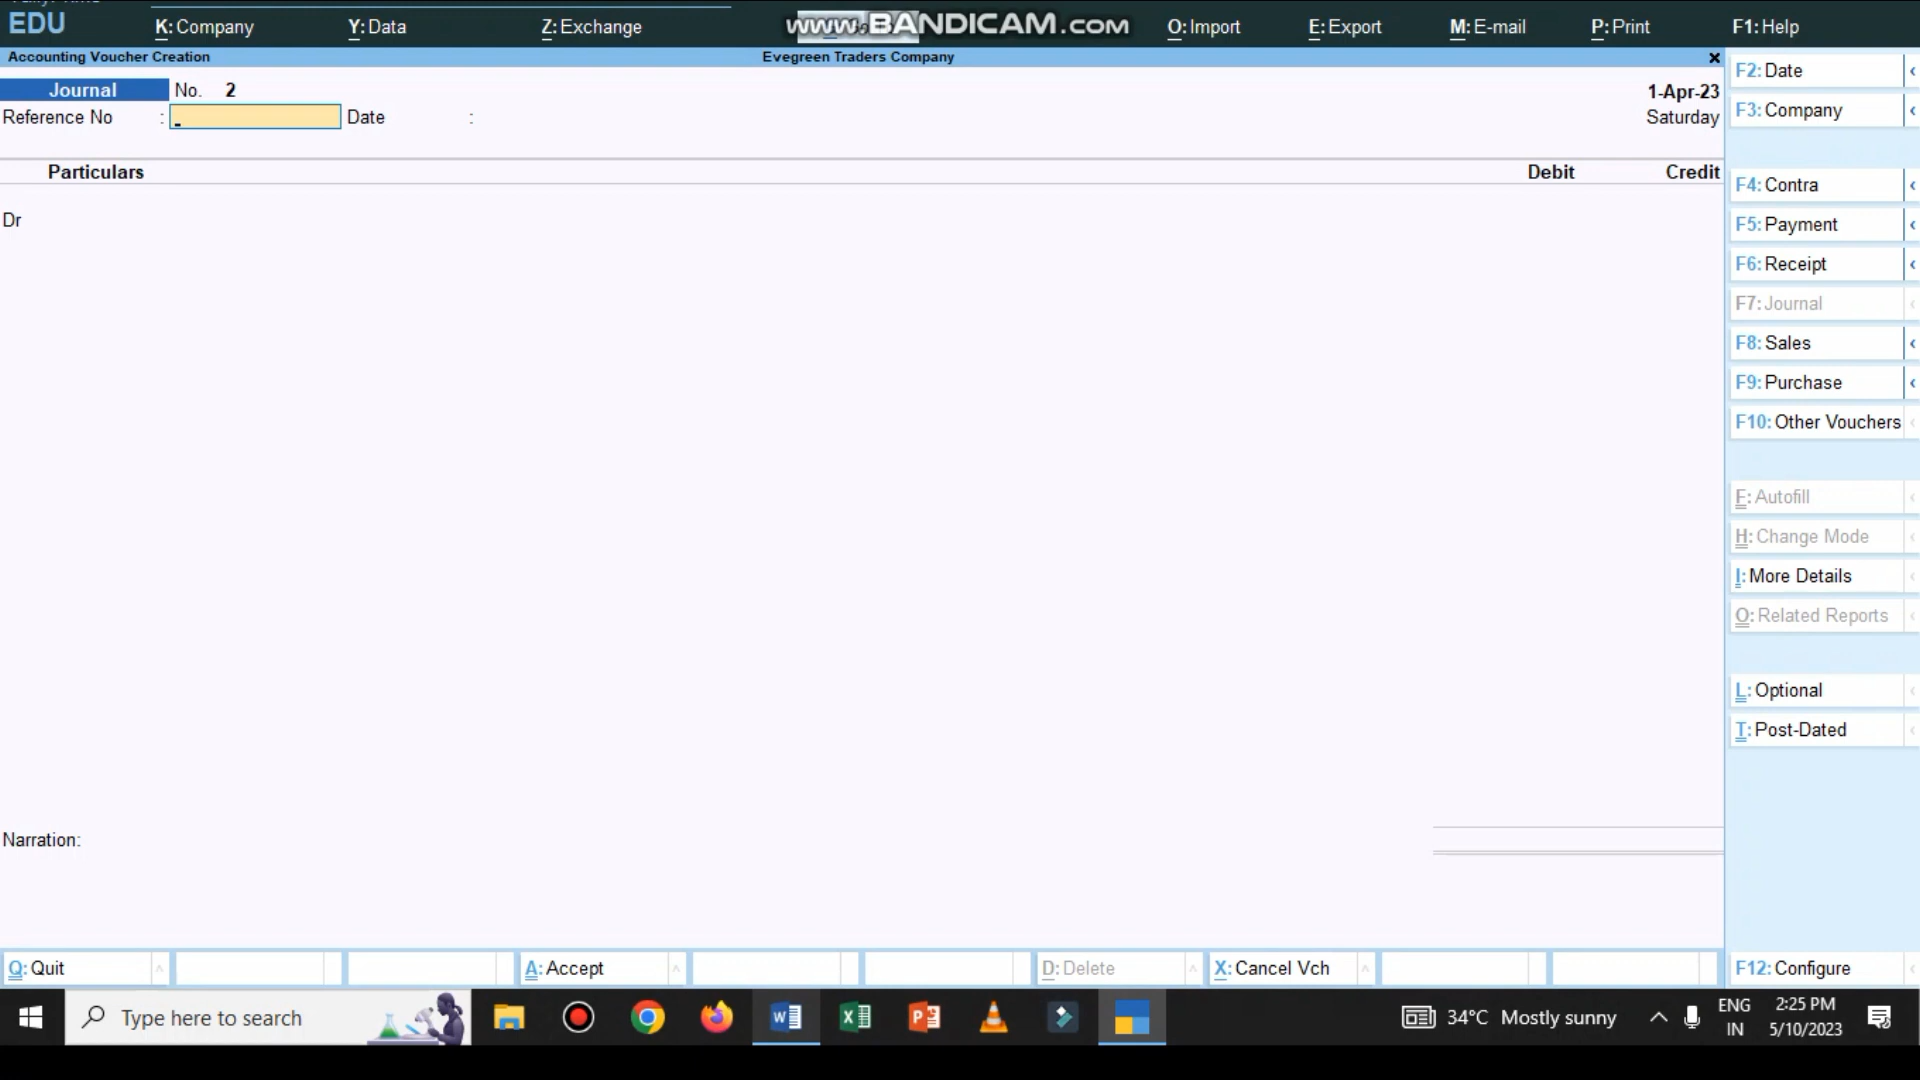 EDU K: Company Y: Data Z: Exchange www.BANDICAM.com O: Import E: Export M: E-mail P: Print F1: Help
Accounting Voucher Creation Evegreen Traders Company ×
Journal No. 2 1-Apr-23
Reference No : Date : Saturday
Particulars Debit Credit
Dr
Narration:
F2: Date
F3: Company
F4: Contra
F5: Payment
F6: Receipt
F7: Journal
F8: Sales
F9: Purchase
F10: Other Vouchers
F: Autofill
H: Change Mode
I: More Details
O: Related Reports
L: Optional
T: Post-Dated
F12: Configure
Q: Quit A: Accept D: Delete X: Cancel Vch
Type here to search 34°C Mostly sunny ENG 2:25 PM
IN 5/10/2023